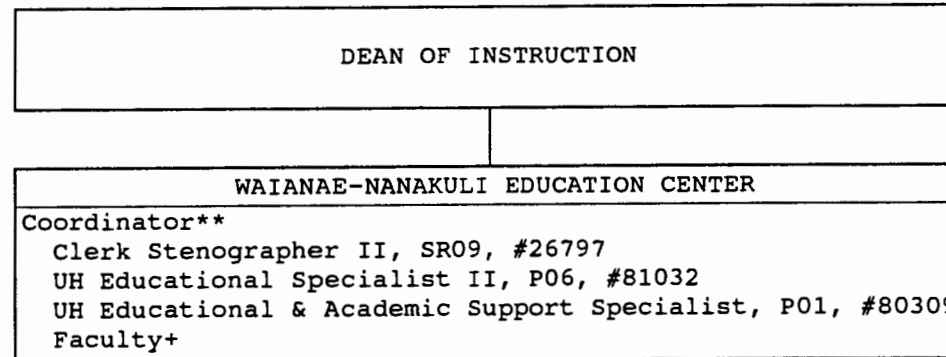 DEAN OF INSTRUCTION
WAIANAE-NANAKULI EDUCATION CENTER
Coordinator**
Clerk Stenographer II, SR09, #26797
UH Educational Specialist II, P06, #81032
UH Educational & Academic Support Specialist, P01, #80309
Faculty+